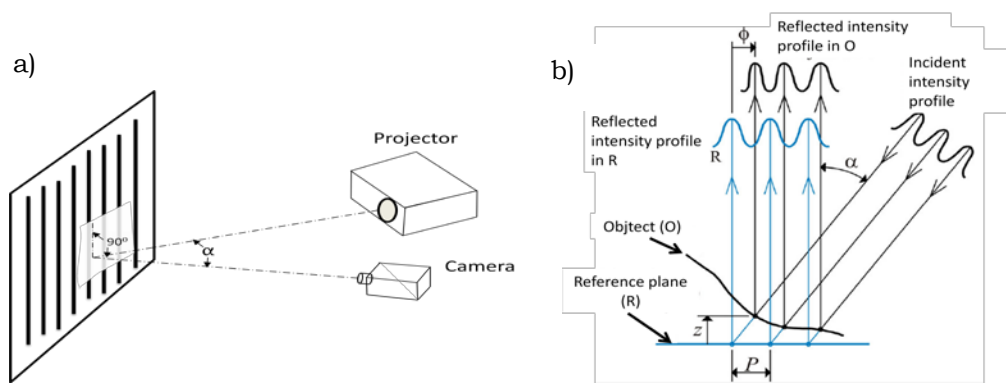 a)
Projector
90º
α
Camera
b)
ϕ
Reflected intensity
profile in O
Incident
intensity
profile
Reflected
intensity profile
in R
R
α
Objtect (O)
Reference plane
(R)
z
P